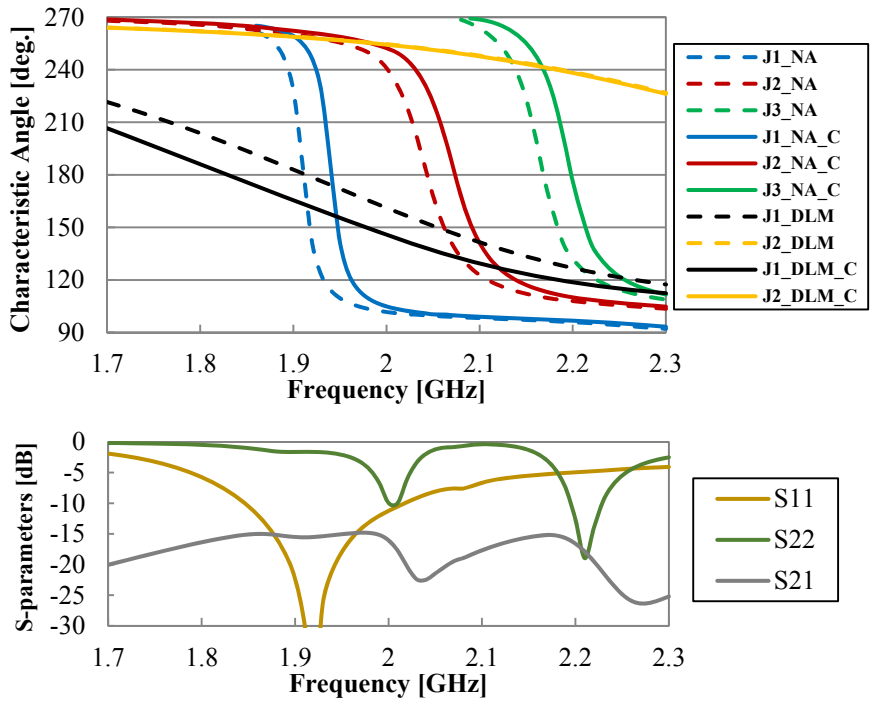 Characteristic Angle [deg.]
270
240
210
180
150
120
90
1.7 1.8 1.9 2 2.1 2.2 2.3
Frequency [GHz]
J1_NA
J2_NA
J3_NA
J1_NA_C
J2_NA_C
J3_NA_C
J1_DLM
J2_DLM
J1_DLM_C
J2_DLM_C
S-parameters [dB]
0
-5
-10
-15
-20
-25
-30
1.7 1.8 1.9 2 2.1 2.2 2.3
Frequency [GHz]
S11
S22
S21